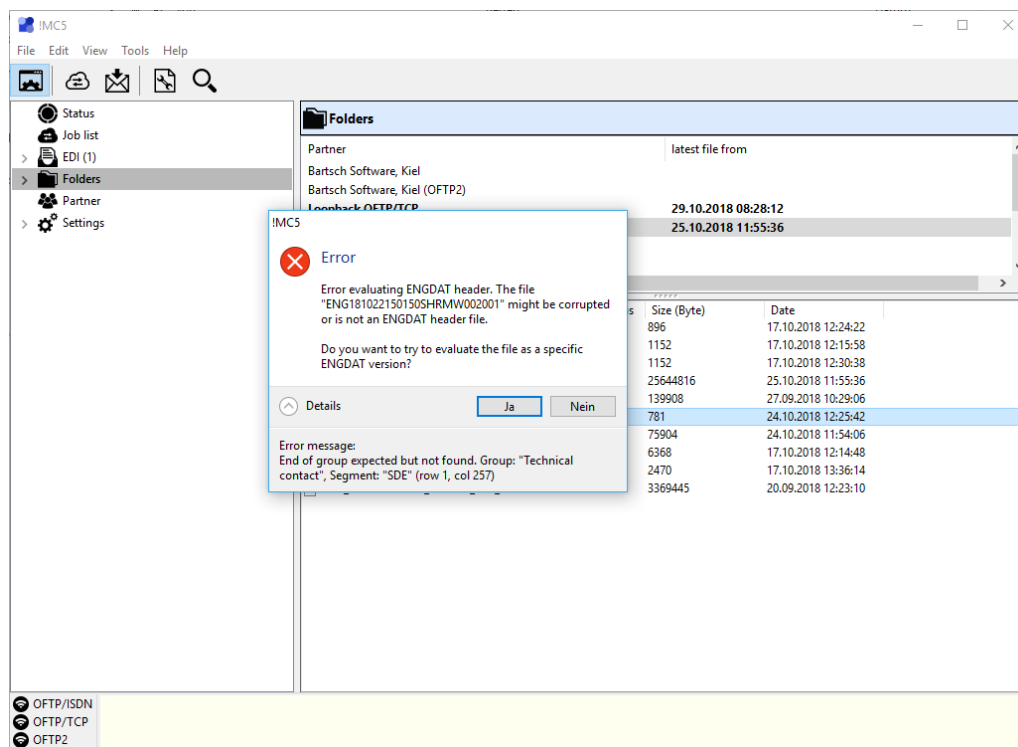 !MC5
File Edit View Tools Help
Status
Job list
EDI (1)
Folders
Partner
Settings
Folders
Partner latest file from
Bartsch Software, Kiel
Bartsch Software, Kiel (OFTP2)
Loopback OFTP/TCP 29.10.2018 08:28:12
25.10.2018 11:55:36
!MC5
Error
Error evaluating ENGDAT header. The file
"ENG181022150150SHRMW002001" might be corrupted
or is not an ENGDAT header file.
Do you want to try to evaluate the file as a specific
ENGDAT version?
Details Ja Nein
Error message:
End of group expected but not found. Group: "Technical
contact", Segment: "SDE" (row 1, col 257)
s Size (Byte) Date
896 17.10.2018 12:24:22
1152 17.10.2018 12:15:58
1152 17.10.2018 12:30:38
25644816 25.10.2018 11:55:36
139908 27.09.2018 10:29:06
781 24.10.2018 12:25:42
75904 24.10.2018 11:54:06
6368 17.10.2018 12:14:48
2470 17.10.2018 13:36:14
3369445 20.09.2018 12:23:10
OFTP/ISDN
OFTP/TCP
OFTP2